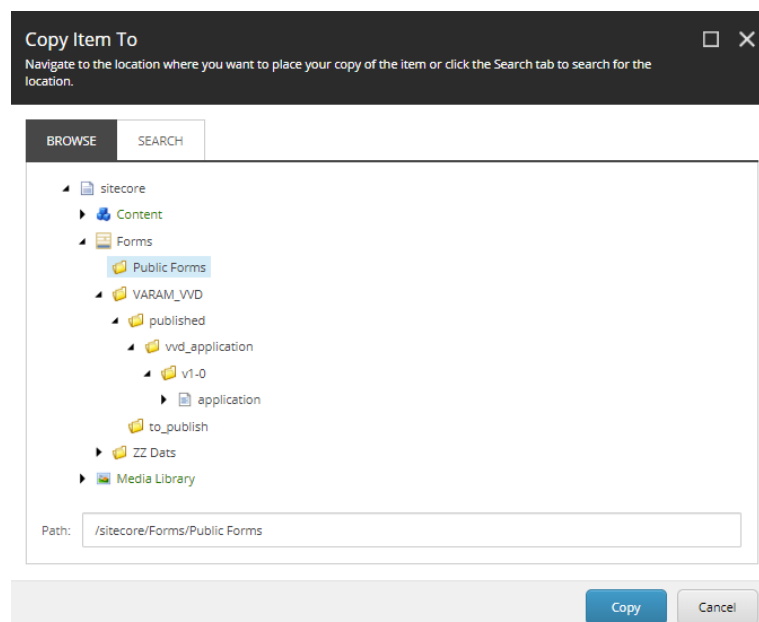 Copy Item To
Navigate to the location where you want to place your copy of the item or click the Search tab to search for the
location.
BROWSE
SEARCH
sitecore
Content
Forms
Public Forms
VARAM_VVD
published
vvd_application
v1-0
application
to_publish
ZZ Dats
Media Library
Path: /sitecore/Forms/Public Forms
Copy
Cancel